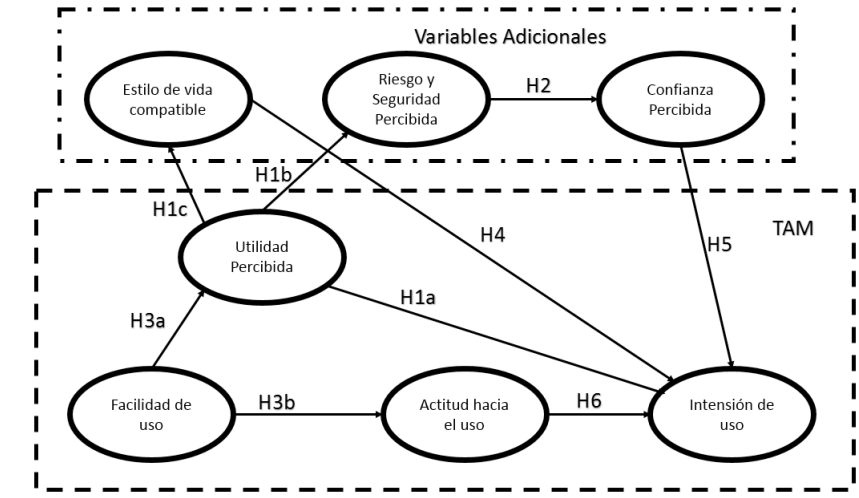 Variables Adicionales
Estilo de vida
compatible
Riesgo y
Seguridad
Percibida
H2
Confianza
Percibida
H1b
H1c
Utilidad
Percibida
H4
H5
TAM
H1a
H3a
Facilidad de
uso
H3b
Actitud hacia
el uso
H6
Intensión de
uso